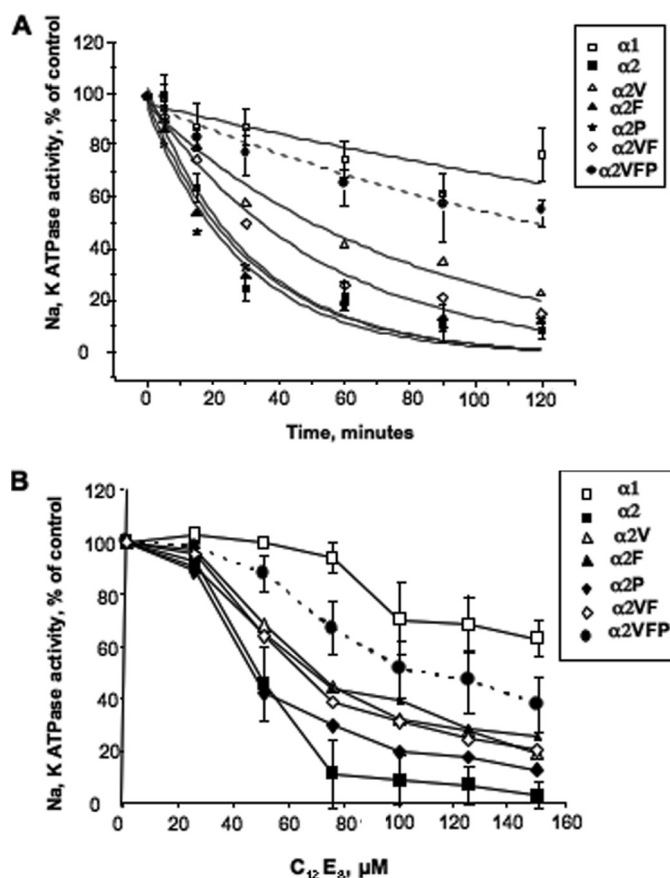 A
Na, K ATPase activity, % of control
120
100
80
60
40
20
0
0 20 40 60 80 100 120
Time, minutes
α1
α2
α2V
α2F
α2P
α2VF
α2VFP
B
Na, K ATPase activity, % of control
120
100
80
60
40
20
0
0 20 40 60 80 100 120 140 160
C12E8, µM
α1
α2
α2V
α2F
α2P
α2VF
α2VFP